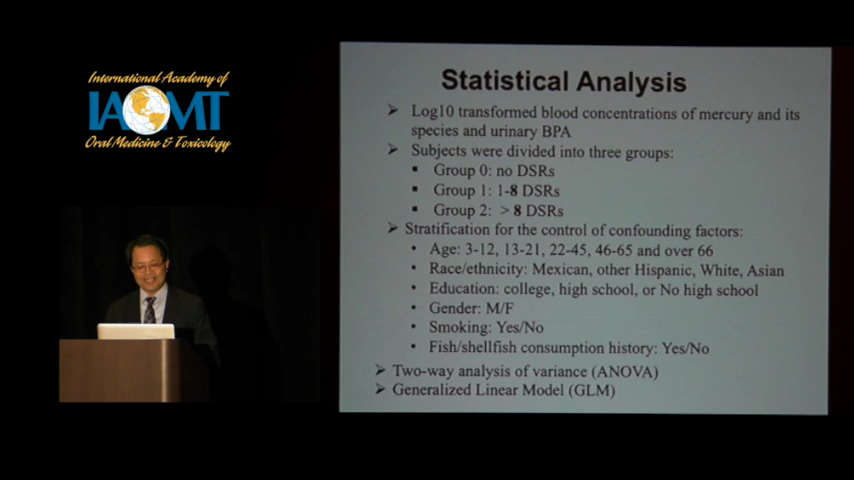 International Academy of
IAOMT
Oral Medicine & Toxicology
Statistical Analysis
➢ Log10 transformed blood concentrations of mercury and its
species and urinary BPA
➢ Subjects were divided into three groups:
▪ Group 0: no DSRs
▪ Group 1: 1-8 DSRs
▪ Group 2: > 8 DSRs
➢ Stratification for the control of confounding factors:
• Age: 3-12, 13-21, 22-45, 46-65 and over 66
• Race/ethnicity: Mexican, other Hispanic, White, Asian
• Education: college, high school, or No high school
• Gender: M/F
• Smoking: Yes/No
• Fish/shellfish consumption history: Yes/No
➢ Two-way analysis of variance (ANOVA)
➢ Generalized Linear Model (GLM)